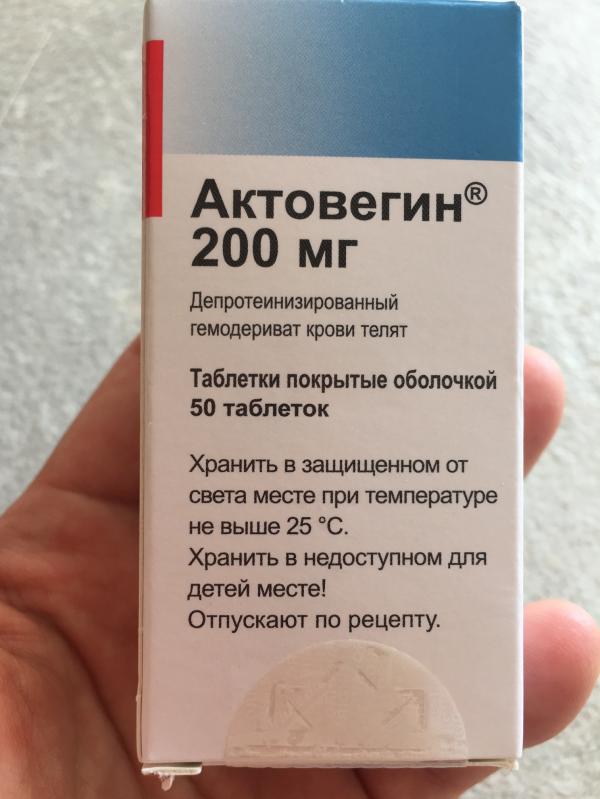 Актовегин®
200 мг
Депротеинизированный
гемодериват крови телят
Таблетки покрытые оболочкой
50 таблеток
Хранить в защищенном от
света месте при температуре
не выше 25 °C.
Хранить в недоступном для
детей месте!
Отпускают по рецепту.